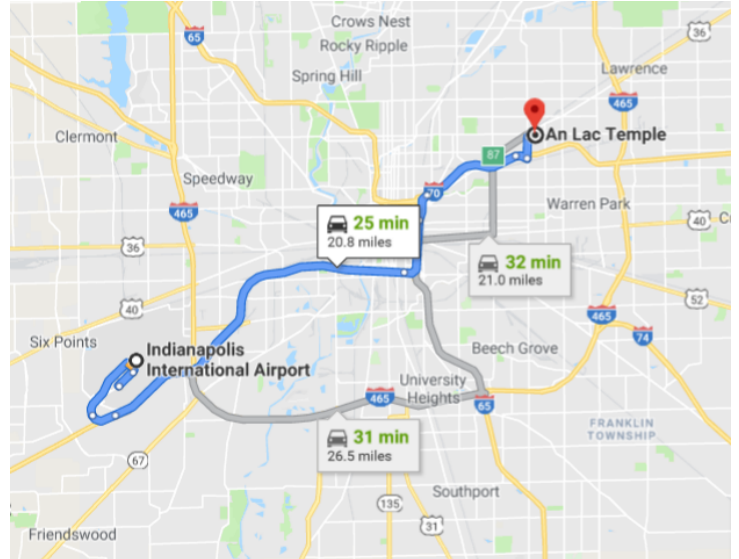 Crows Nest
36
65
Rocky Ripple
Spring Hill
Lawrence
465
Clermont
An Lac Temple
87
Speedway
70
465
Warren Park
25 min
20.8 miles
40
36
32 min
21.0 miles
40
52
Six Points
Indianapolis
International Airport
74
Beech Grove
465
University
Heights
465
65
31 min
26.5 miles
FRANKLIN
TOWNSHIP
67
Southport
135
31
Friendswood